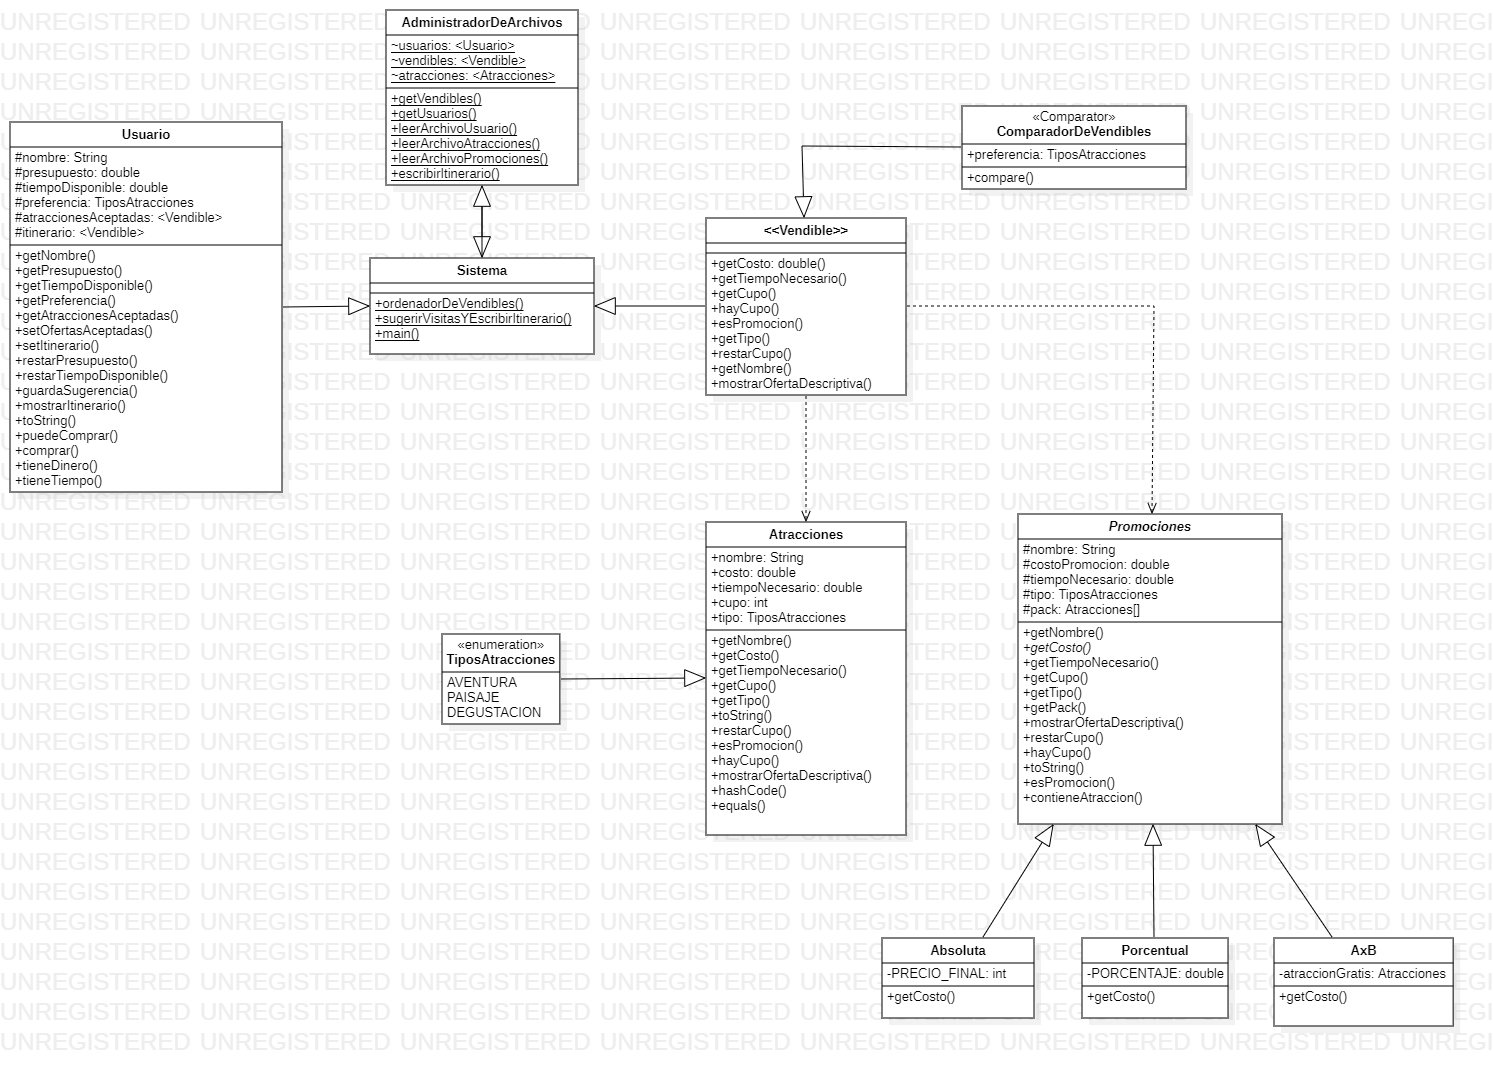 AdministradorDeArchivos
~usuarios: <Usuario>
~vendibles: <Vendible>
~atracciones: <Atracciones>
+getVendibles()
+getUsuarios()
+leerArchivoUsuario()
+leerArchivoAtracciones()
+leerArchivoPromociones()
+escribirItinerario()
Usuario
#nombre: String
#presupuesto: double
#tiempoDisponible: double
#preferencia: TiposAtracciones
#atraccionesAceptadas: <Vendible>
#itinerario: <Vendible>
+getNombre()
+getPresupuesto()
+getTiempoDisponible()
+getPreferencia()
+getAtraccionesAceptadas()
+setOfertasAceptadas()
+setItinerario()
+restarPresupuesto()
+restarTiempoDisponible()
+guardaSugerencia()
+mostrarItinerario()
+toString()
+puedeComprar()
+comprar()
+tieneDinero()
+tieneTiempo()
Sistema
+ordenadorDeVendibles()
+sugerirVisitasYEscribirItinerario()
+main()
«Comparator»
ComparadorDeVendibles
+preferencia: TiposAtracciones
+compare()
<<Vendible>>
+getCosto: double()
+getTiempoNecesario()
+getCupo()
+hayCupo()
+esPromocion()
+getTipo()
+restarCupo()
+getNombre()
+mostrarOfertaDescriptiva()
«enumeration»
TiposAtracciones
AVENTURA
PAISAJE
DEGUSTACION
Atracciones
+nombre: String
+costo: double
+tiempoNecesario: double
+cupo: int
+tipo: TiposAtracciones
+getNombre()
+getCosto()
+getTiempoNecesario()
+getCupo()
+getTipo()
+toString()
+restarCupo()
+esPromocion()
+hayCupo()
+mostrarOfertaDescriptiva()
+hashCode()
+equals()
Promociones
#nombre: String
#costoPromocion: double
#tiempoNecesario: double
#tipo: TiposAtracciones
#pack: Atracciones[]
+getNombre()
+getCosto()
+getTiempoNecesario()
+getCupo()
+getTipo()
+getPack()
+mostrarOfertaDescriptiva()
+restarCupo()
+hayCupo()
+toString()
+esPromocion()
+contieneAtraccion()
Absoluta
-PRECIO_FINAL: int
+getCosto()
Porcentual
-PORCENTAJE: double
+getCosto()
AxB
-atraccionGratis: Atracciones
+getCosto()
UNREGISTERED